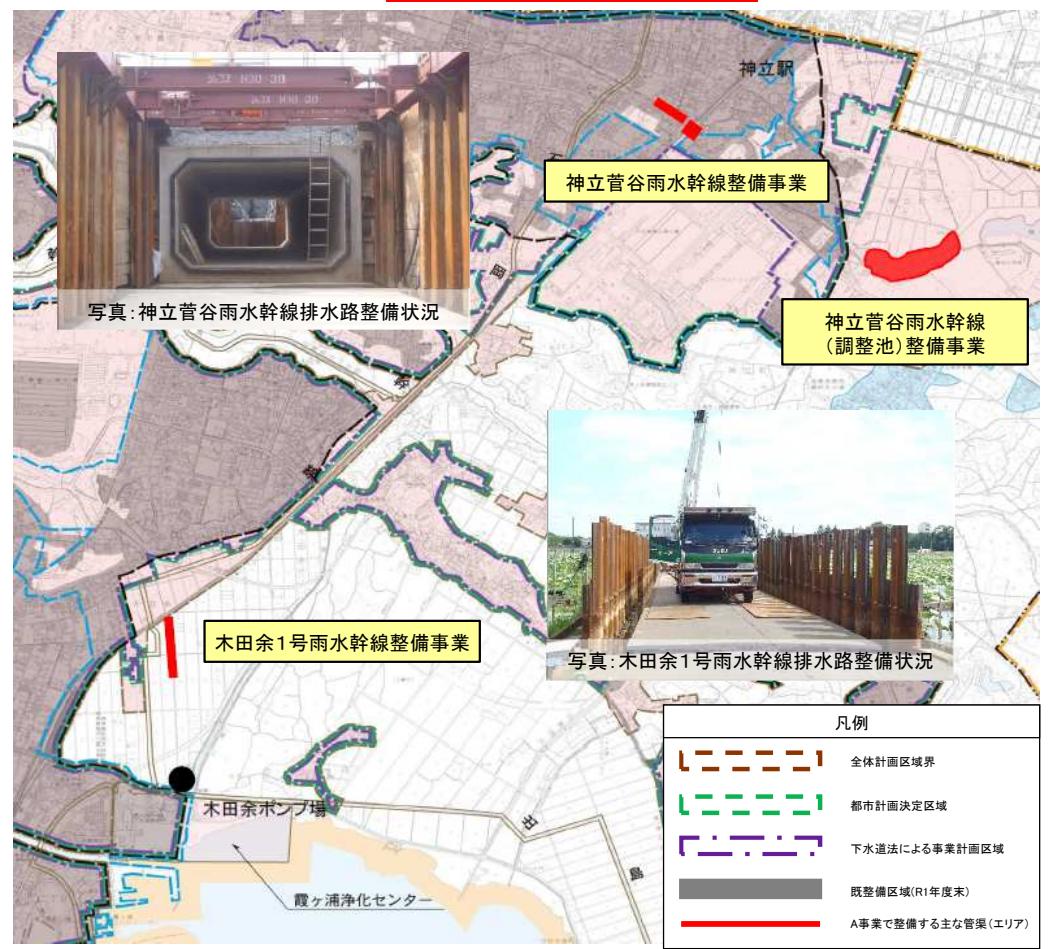 神立駅
神立菅谷雨水幹線整備事業
写真:神立菅谷雨水幹線排水路整備状況
神立菅谷雨水幹線
(調整池)整備事業
木田余1号雨水幹線整備事業
写真:木田余1号雨水幹線排水路整備状況
木田余ポンプ場
霞ヶ浦浄化センター
凡例
全体計画区域界
都市計画決定区域
下水道法による事業計画区域
既整備区域(R1年度末)
A事業で整備する主な管渠(エリア)